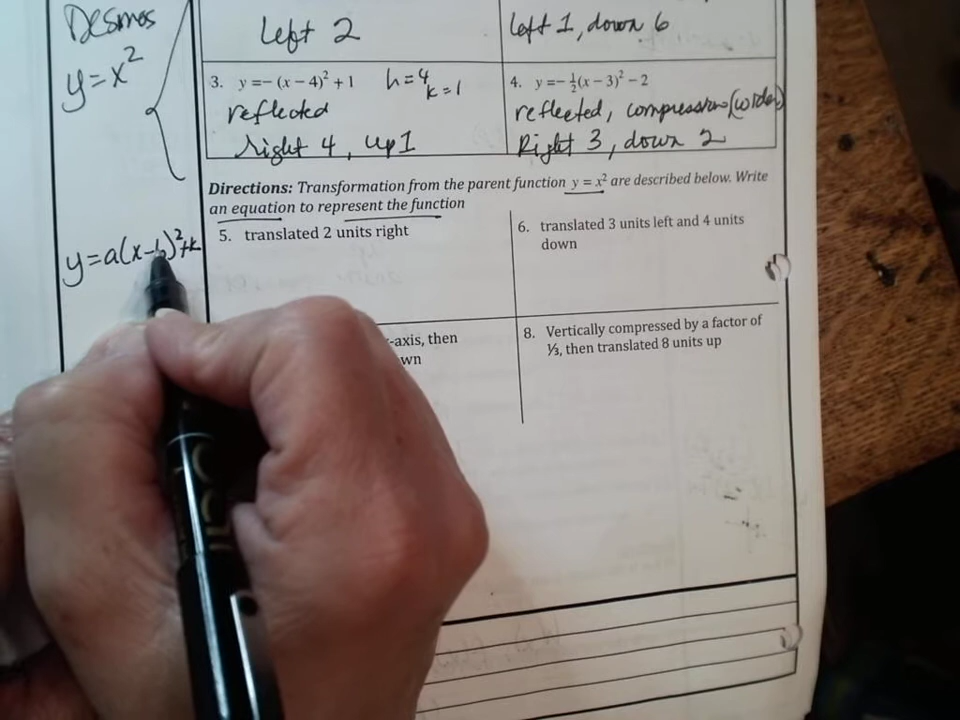 Desmos
y=x²
left 2
left 1, down 6
3. y =− (x − 4)² + 1
h=4
k=1
reflected
right 4, up 1
4. y=− ½(x − 3)² − 2
reflected, compression (wider)
Right 3, down 2
Directions: Transformation from the parent function y = x² are described below. Write
an equation to represent the function
y=a(x-h)²+k
5. translated 2 units right
6. translated 3 units left and 4 units
down
-axis, then
8. Vertically compressed by a factor of
⅓, then translated 8 units up